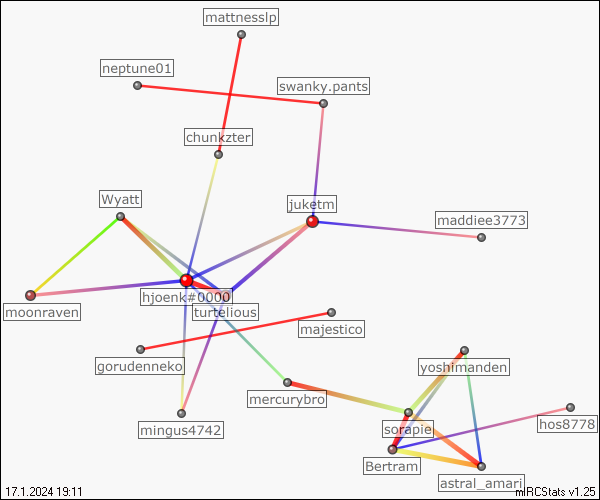 mattnesslp
neptune01
swanky.pants
chunkzter
Wyatt
juketm
maddiee3773
hjoenk#0000
turtelious
moonraven
majestico
gorudenneko
yoshimanden
mercurybro
mingus4742
sorapie
hos8778
Bertram
astral_amari
17.1.2024 19:11
mIRCStats v1.25